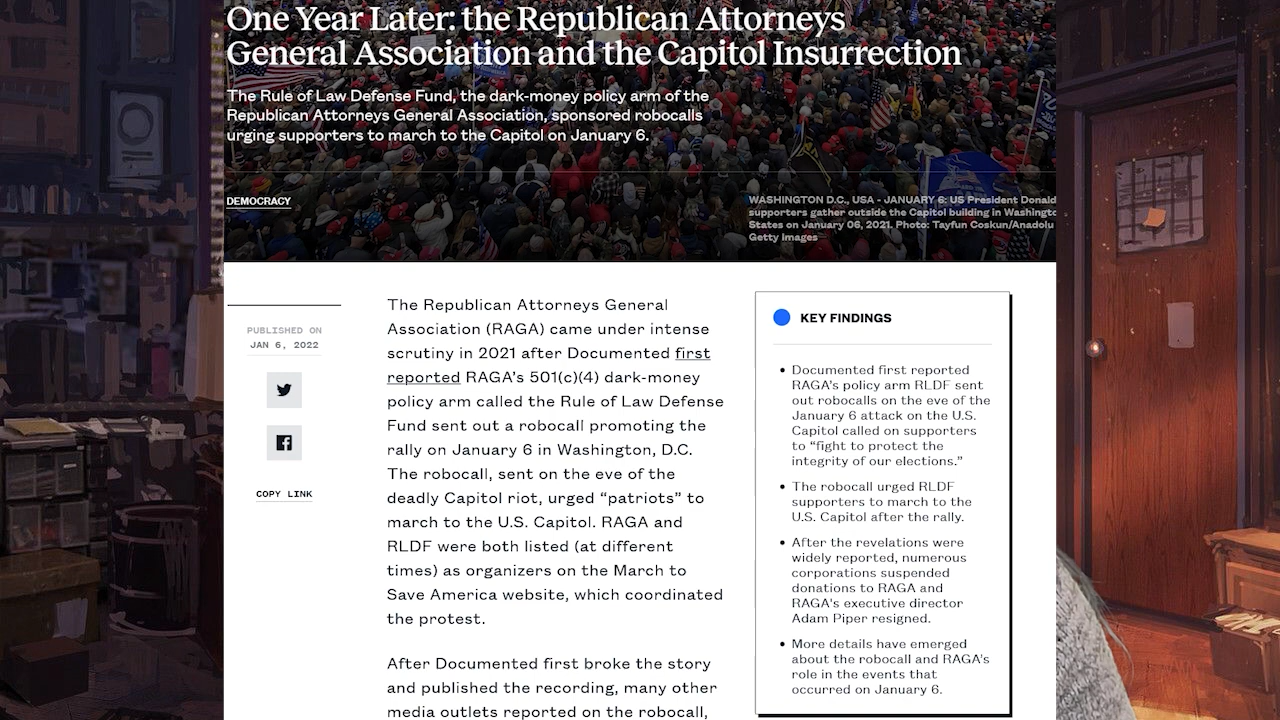 One Year Later: the Republican Attorneys
General Association and the Capitol Insurrection
The Rule of Law Defense Fund, the dark-money policy arm of the
Republican Attorneys General Association, sponsored robocalls
urging supporters to march to the Capitol on January 6.
DEMOCRACY
WASHINGTON D.C., USA - JANUARY 6: US President Donald
supporters gather outside the Capitol building in Washingto
States on January 06, 2021. Photo: Tayfun Coskun/Anadolu
Getty Images
PUBLISHED ON
JAN 6, 2022
COPY LINK
The Republican Attorneys General
Association (RAGA) came under intense
scrutiny in 2021 after Documented first
reported RAGA's 501(c)(4) dark-money
policy arm called the Rule of Law Defense
Fund sent out a robocall promoting the
rally on January 6 in Washington, D.C.
The robocall, sent on the eve of the
deadly Capitol riot, urged “patriots” to
march to the U.S. Capitol. RAGA and
RLDF were both listed (at different
times) as organizers on the March to
Save America website, which coordinated
the protest.
After Documented first broke the story
and published the recording, many other
media outlets reported on the robocall,
KEY FINDINGS
• Documented first reported
RAGA's policy arm RLDF sent
out robocalls on the eve of the
January 6 attack on the U.S.
Capitol called on supporters
to “fight to protect the
integrity of our elections.”
• The robocall urged RLDF
supporters to march to the
U.S. Capitol after the rally.
• After the revelations were
widely reported, numerous
corporations suspended
donations to RAGA and
RAGA's executive director
Adam Piper resigned.
• More details have emerged
about the robocall and RAGA's
role in the events that
occurred on January 6.